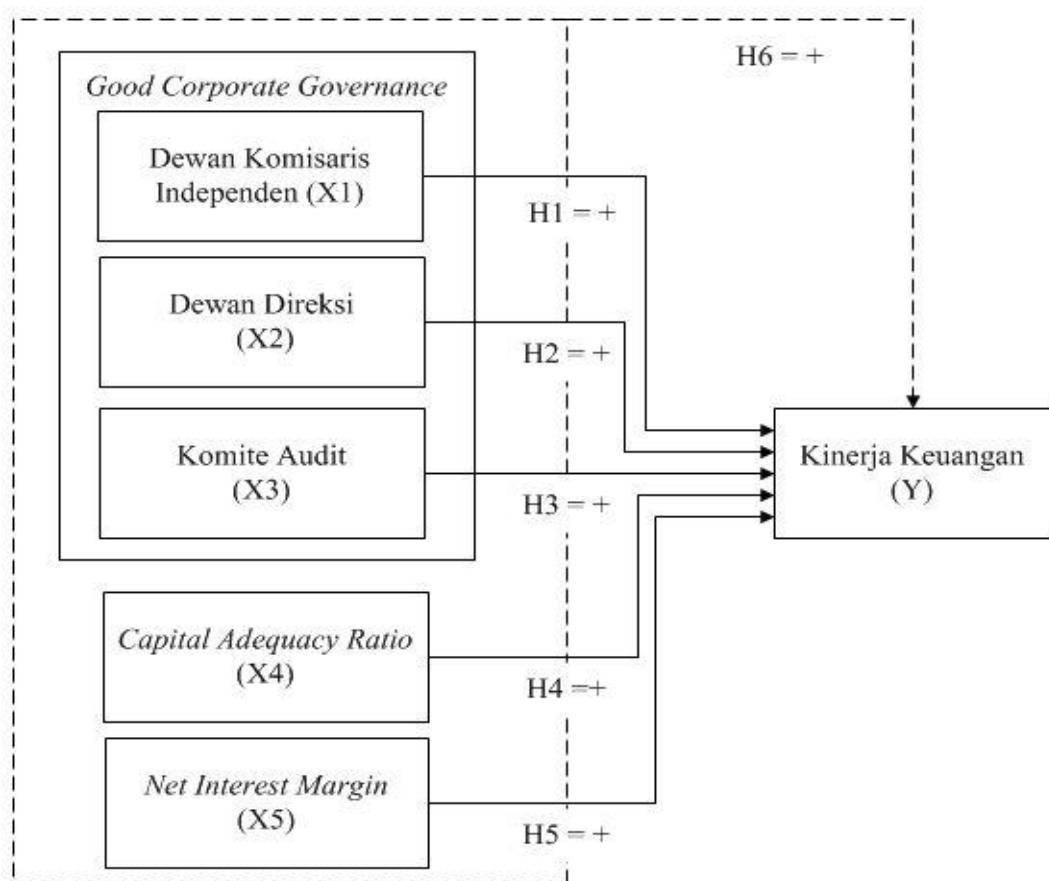 H6 = +
Good Corporate Governance
Dewan Komisaris
Independen (X1)
H1 = +
Dewan Direksi
(X2)
H2 = +
Komite Audit
(X3)
H3 = +
Kinerja Keuangan
(Y)
Capital Adequacy Ratio
(X4)
H4 =+
Net Interest Margin
(X5)
H5 = +